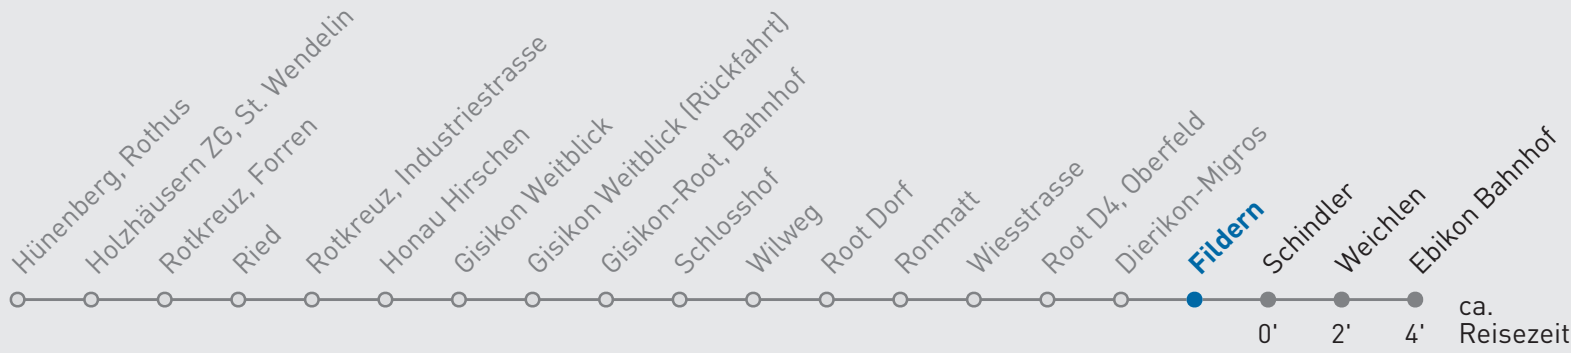 Hünenberg, Rothus
Holzhäusern ZG, St. Wendelin
Rotkreuz, Forren
Ried
Rotkreuz, Industriestrasse
Honau Hirschen
Gisikon Weitblick
Gisikon Weitblick (Rückfahrt)
Gisikon-Root, Bahnhof
Schlosshof
Wilweg
Root Dorf
Ronmatt
Wiesstrasse
Root D4, Oberfeld
Dierikon-Migros
Fildern
Schindler
Weichlen
Ebikon Bahnhof
ca.
0' 2' 4' Reisezeit